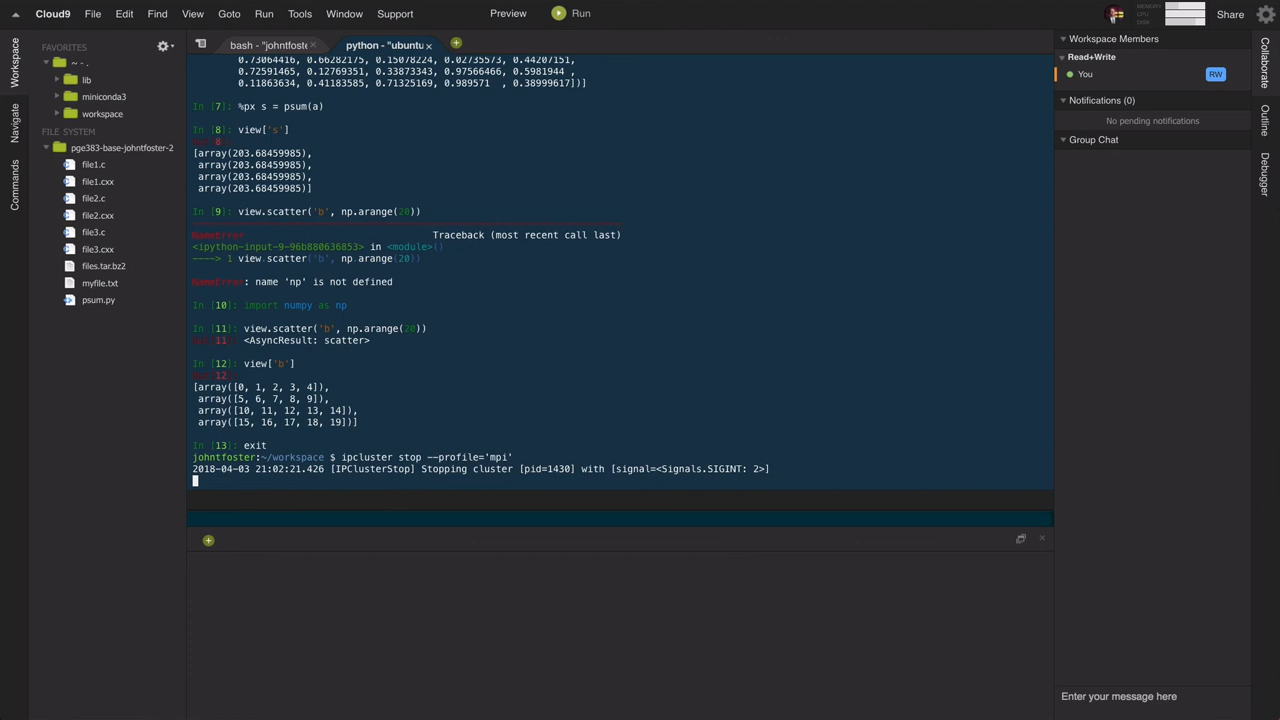 Cloud9 File Edit Find View Goto Run Tools Window Support Preview Run MEMORY CPU DISK Share
Workspace
Navigate
Commands
FAVORITES
~ - .
lib
miniconda3
workspace
FILE SYSTEM
pge383-base-johntfoster-2
file1.c
file1.cxx
file2.c
file2.cxx
file3.c
file3.cxx
files.tar.bz2
myfile.txt
psum.py
bash - "johntfoste × python - "ubuntu ×
0.73064416, 0.66282175, 0.15078224, 0.02735573, 0.44207151,
0.72591465, 0.12769351, 0.33873343, 0.97566466, 0.5981944 ,
0.11863634, 0.41183585, 0.71325169, 0.989571  , 0.38999617])]
In [7]: %px s = psum(a)
In [8]: view['s']
8
[array(203.68459985),
array(203.68459985),
array(203.68459985),
array(203.68459985)]
In [9]: view.scatter('b', np.arange(20))
NameError Traceback (most recent call last)
<ipython-input-9-96b880636853> in <module>()
----> 1 view.scatter('b', np.arange(20))
NameError: name 'np' is not defined
In [10]: import numpy as np
In [11]: view.scatter('b', np.arange(20))
11 <AsyncResult: scatter>
In [12]: view['b']
12
[array([0, 1, 2, 3, 4]),
array([5, 6, 7, 8, 9]),
array([10, 11, 12, 13, 14]),
array([15, 16, 17, 18, 19])]
In [13]: exit
johntfoster:~/workspace $ ipcluster stop --profile='mpi'
2018-04-03 21:02:21.426 [IPClusterStop] Stopping cluster [pid=1430] with [signal=<Signals.SIGINT: 2>]
Workspace Members
Read+Write
You RW
Notifications (0)
No pending notifications
Group Chat
Enter your message here
Collaborate
Outline
Debugger